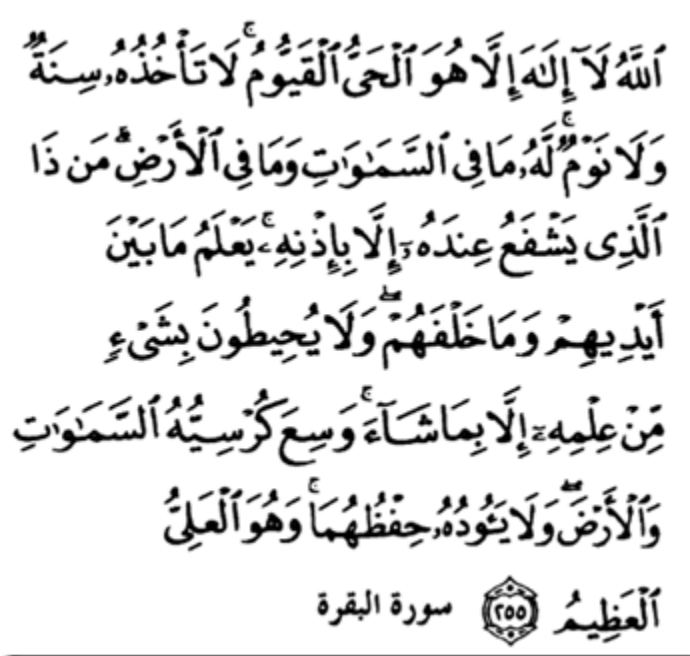 ٱللَّهُ لَآ إِلَٰهَ إِلَّا هُوَ ٱلْحَىُّ ٱلْقَيُّومُ ۚ لَا تَأْخُذُهُۥ سِنَةٌ
وَلَا نَوْمٌ ۚ لَّهُۥ مَا فِى ٱلسَّمَٰوَٰتِ وَمَا فِى ٱلْأَرْضِ ۗ مَن ذَا
ٱلَّذِى يَشْفَعُ عِندَهُۥٓ إِلَّا بِإِذْنِهِۦ ۚ يَعْلَمُ مَا بَيْنَ
أَيْدِيهِمْ وَمَا خَلْفَهُمْ ۖ وَلَا يُحِيطُونَ بِشَىْءٍ
مِّنْ عِلْمِهِۦٓ إِلَّا بِمَا شَآءَ ۚ وَسِعَ كُرْسِيُّهُ ٱلسَّمَٰوَٰتِ
وَٱلْأَرْضَ ۖ وَلَا يَـُٔودُهُۥ حِفْظُهُمَا ۚ وَهُوَ ٱلْعَلِىُّ
ٱلْعَظِيمُ ٢٥٥ سورة البقرة